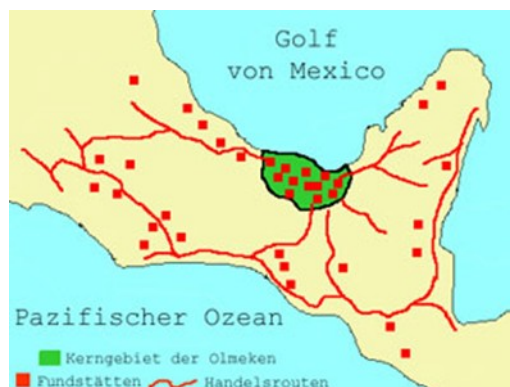 Golf
von Mexico
Pazifischer Ozean
Kerngebiet der Olmeken
Fundstätten Handelsrouten